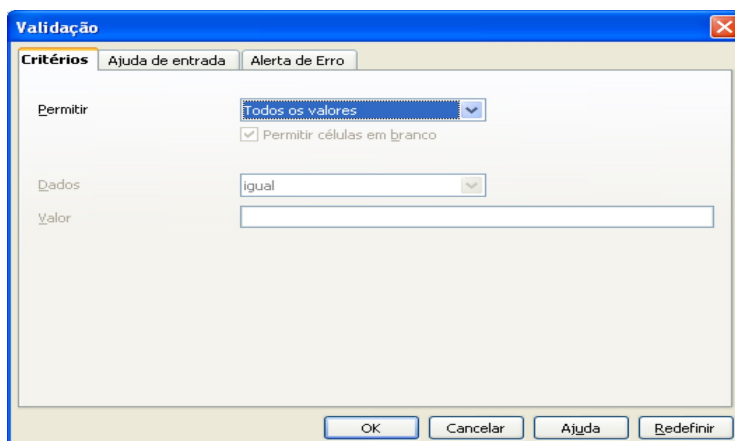 Validação
Critérios Ajuda de entrada Alerta de Erro
Permitir Todos os valores
Permitir células em branco
Dados igual
Valor
OK Cancelar Ajuda Redefinir